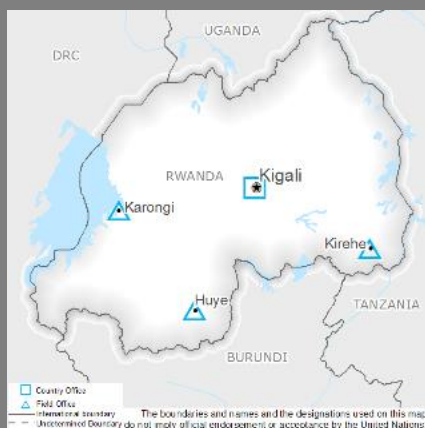 UGANDA
DRC
RWANDA
Kigali
Karongi
Kirehe
Huye
TANZANIA
BURUNDI
Country Office
Field Office
International boundary
Undetermined Boundary
The boundaries and names and the designations used on this map
do not imply official endorsement or acceptance by the United Nations